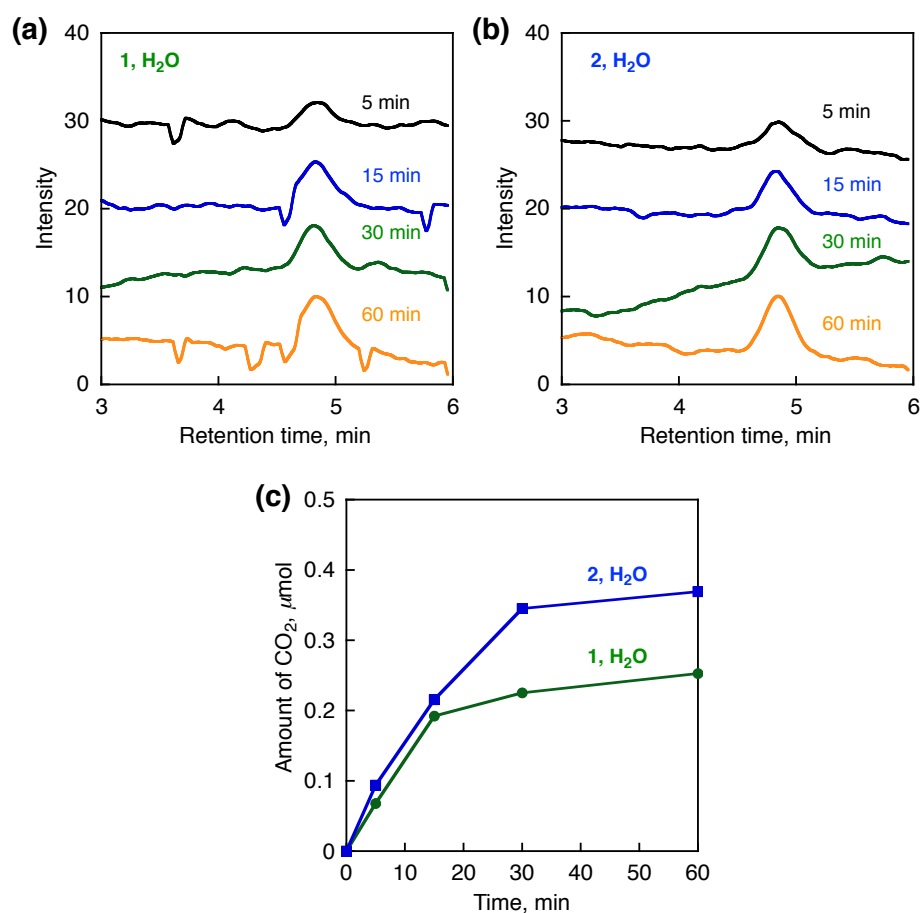 (a)
1, H₂O
40
30
20
10
0
Intensity
5 min
15 min
30 min
60 min
3
4
5
6
Retention time, min
(b)
2, H₂O
40
30
20
10
0
Intensity
5 min
15 min
30 min
60 min
3
4
5
6
Retention time, min
(c)
0.5
0.4
0.3
0.2
0.1
0
Amount of CO₂, μmol
2, H₂O
1, H₂O
0
10
20
30
40
50
60
Time, min